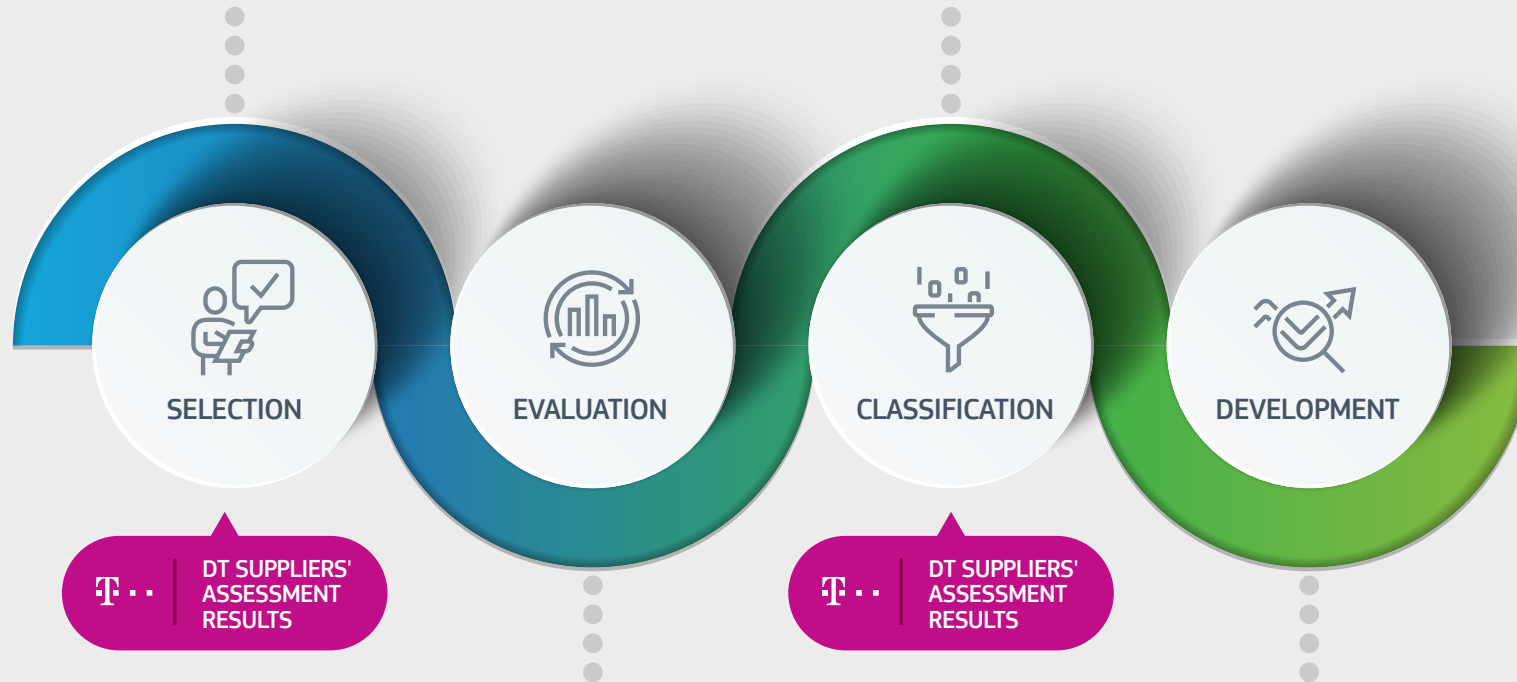 SELECTION
EVALUATION
CLASSIFICATION
DEVELOPMENT
T
DT SUPPLIERS'
ASSESSMENT
RESULTS
T
DT SUPPLIERS'
ASSESSMENT
RESULTS